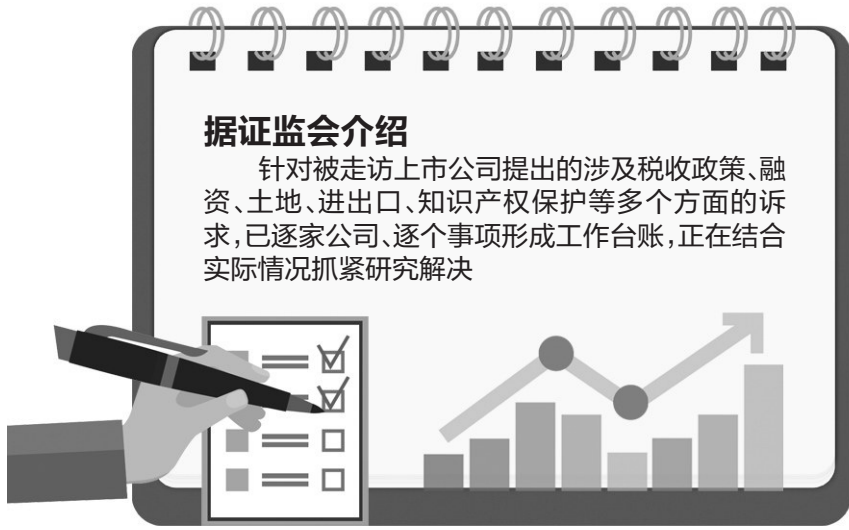 据证监会介绍
针对被走访上市公司提出的涉及税收政策、融
资、土地、进出口、知识产权保护等多个方面的诉
求,已逐家公司、逐个事项形成工作台账,正在结合
实际情况抓紧研究解决